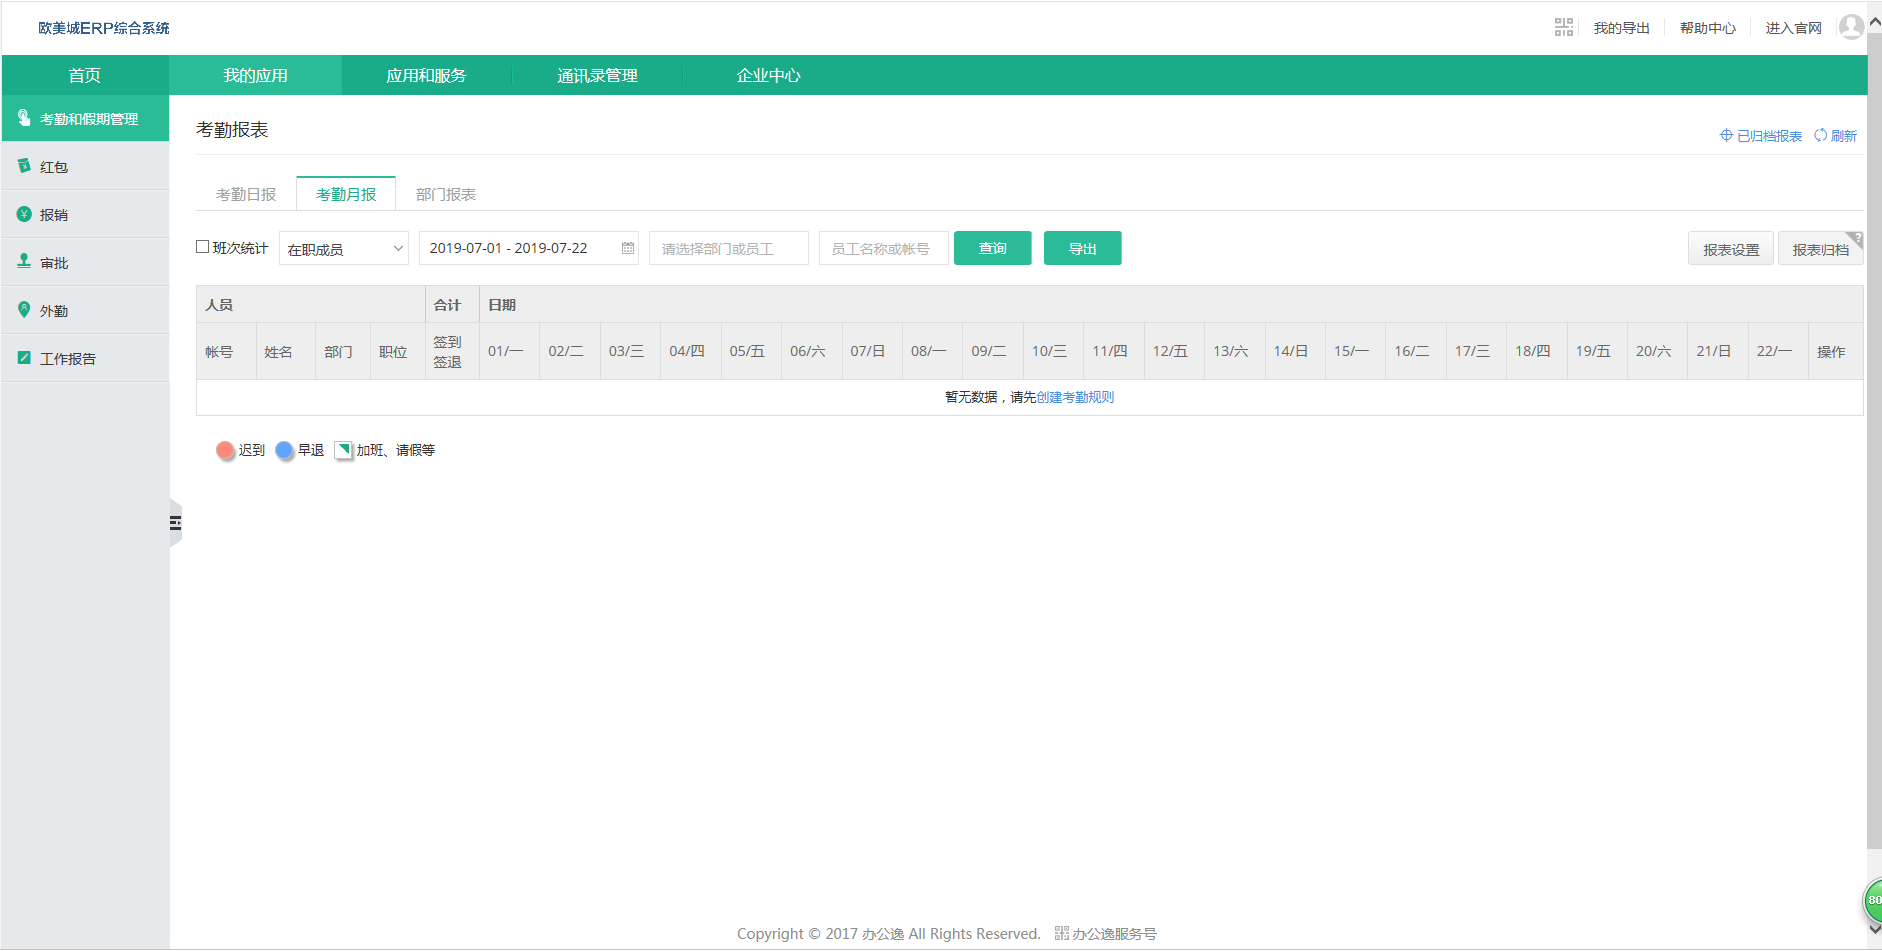 欧美城ERP综合系统
我的导出 帮助中心 进入官网
首页 我的应用 应用和服务 通讯录管理 企业中心
考勤和假期管理
红包
报销
审批
外勤
工作报告
考勤报表
已归档报表 刷新
考勤日报 考勤月报 部门报表
班次统计 在职成员 2019-07-01 - 2019-07-22 请选择部门或员工 员工名称或帐号 查询 导出 报表设置 报表归档 ?
人员 合计 日期
帐号 姓名 部门 职位 签到 签退 01/一 02/二 03/三 04/四 05/五 06/六 07/日 08/一 09/二 10/三 11/四 12/五 13/六 14/日 15/一 16/二 17/三 18/四 19/五 20/六 21/日 22/一 操作
暂无数据，请先创建考勤规则
迟到 早退 加班、请假等
80
Copyright © 2017 办公逸 All Rights Reserved. 办公逸服务号